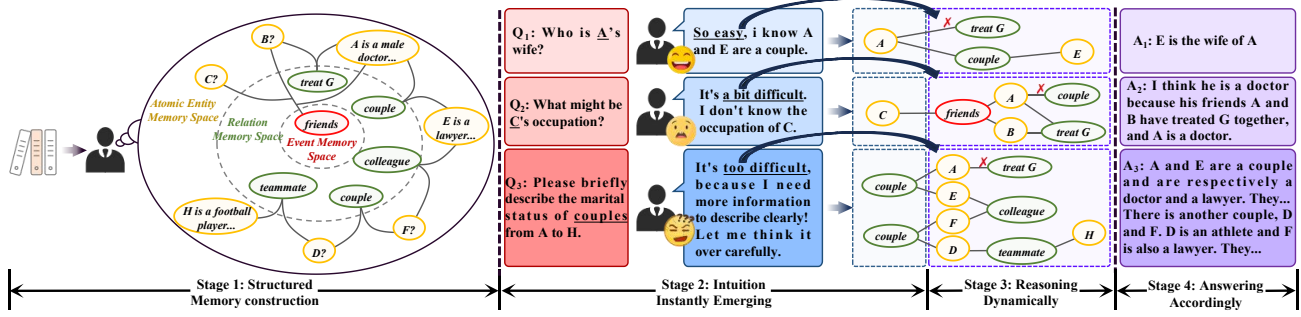 B?
A is a male
doctor...
C?
treat G
Atomic Entity
Memory Space
couple
Relation
Memory Space
friends
Event Memory
Space
E is a
lawyer...
colleague
teammate
couple
H is a football
player...
F?
D?
Q1: Who is A's
wife?
So easy, i know A
and E are a couple.
A
treat G
couple
E
A1: E is the wife of A
Q2: What might be
C's occupation?
It's a bit difficult.
I don't know the
occupation of C.
C
friends
A
B
couple
treat G
A2: I think he is a doctor
because his friends A and
B have treated G together,
and A is a doctor.
Q3: Please briefly
describe the marital
status of couples
from A to H.
It's too difficult,
because I need
more information
to describe clearly!
Let me think it
over carefully.
couple
couple
A
E
F
D
treat G
colleague
teammate
H
A3: A and E are a couple
and are respectively a
doctor and a lawyer. They...
There is another couple, D
and F. D is an athlete and F
is also a lawyer. They...
Stage 1: Structured
Memory construction
Stage 2: Intuition
Instantly Emerging
Stage 3: Reasoning
Dynamically
Stage 4: Answering
Accordingly